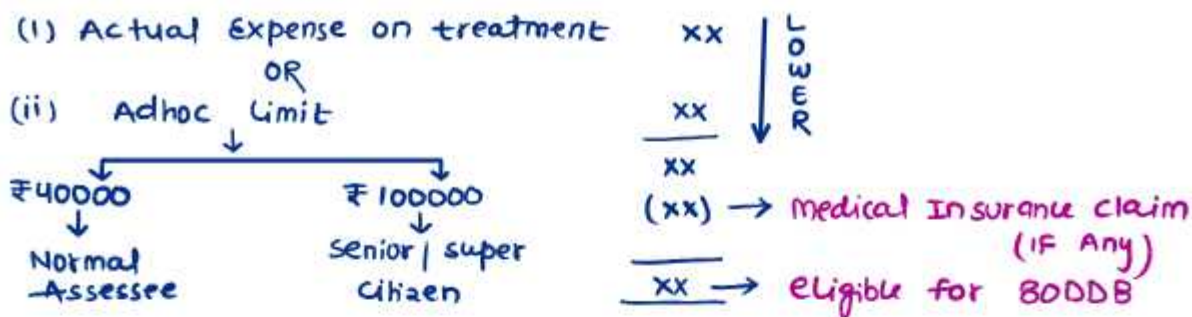 (i) Actual Expense on treatment xx
OR
(ii) Adhoc Limit xx
LOWER
xx
₹40000 ₹100000
(xx) → medical Insurance claim
(IF Any)
Normal Assessee
Senior/super citizen
xx → eligible for 80DDB